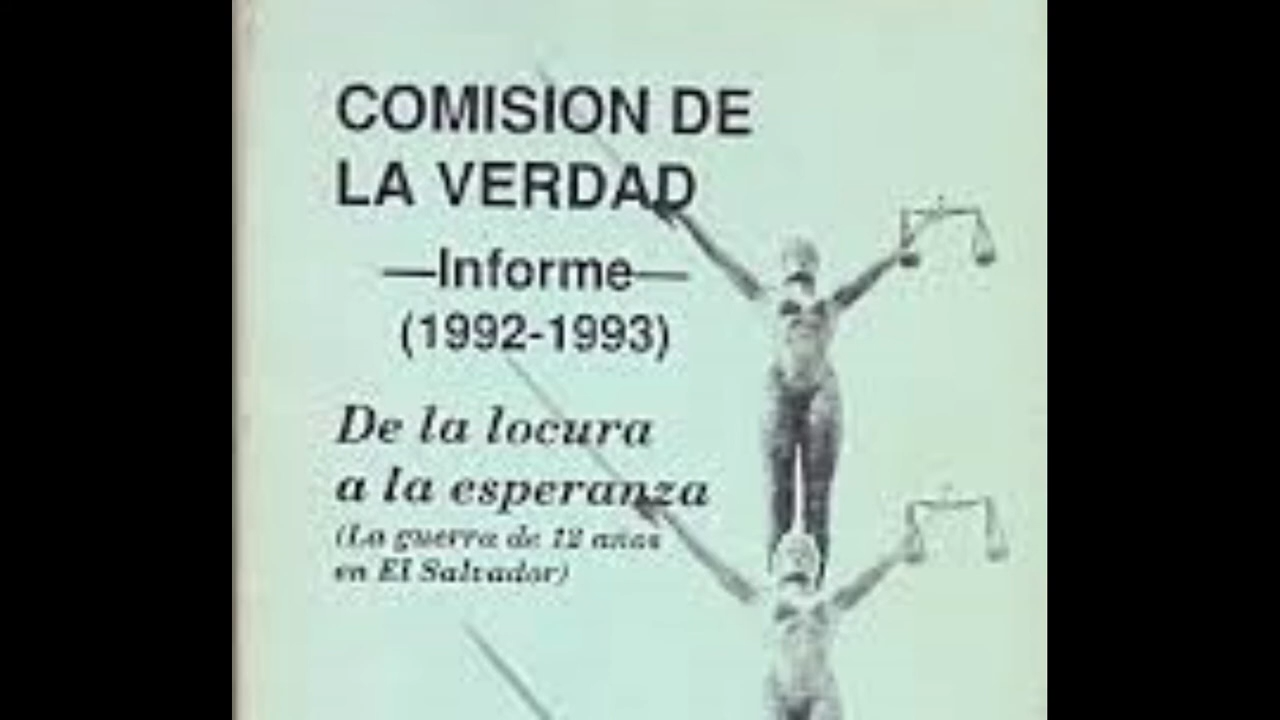 COMISION DE
LA VERDAD
—Informe—
(1992-1993)
De la locura
a la esperanza
(La guerra de 12 años
en El Salvador)